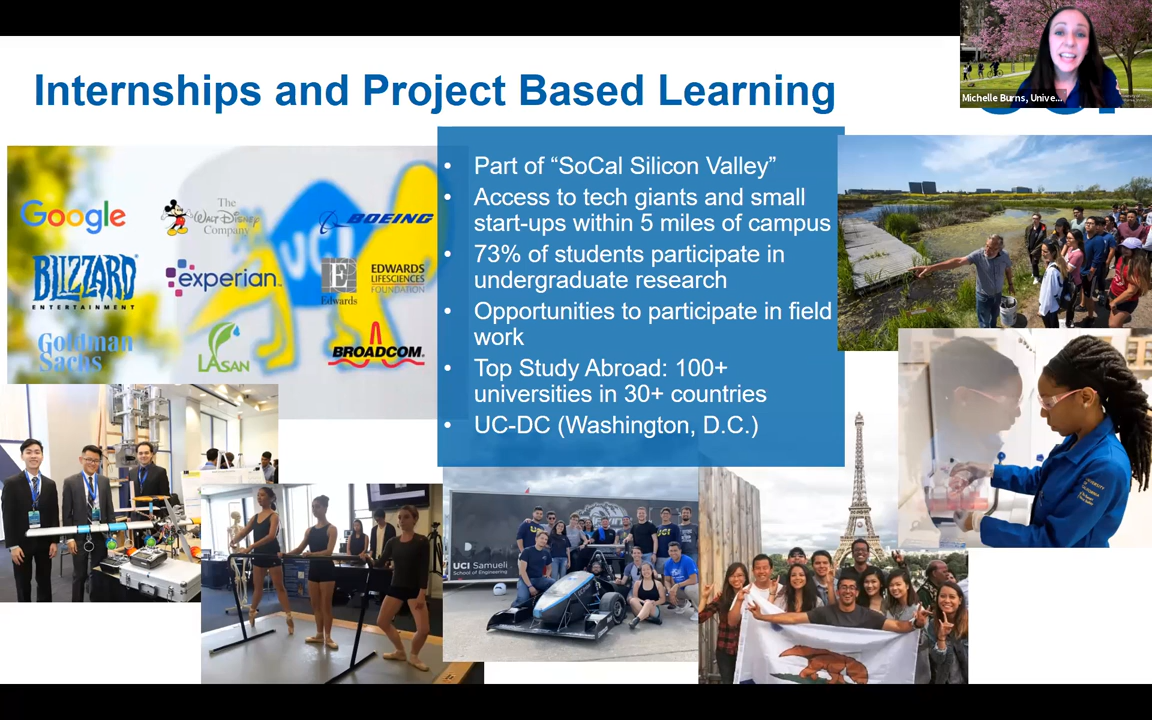 Internships and Project Based Learning
Michelle Burns, Unive...
Google
The
WALT DISNEY
Company
BOEING
BLIZZARD
ENTERTAINMENT
experian
E
Edwards
EDWARDS
LIFESCIENCES
FOUNDATION
Goldman
Sachs
LASAN
BROADCOM
UCI
• Part of “SoCal Silicon Valley”
• Access to tech giants and small
start-ups within 5 miles of campus
• 73% of students participate in
undergraduate research
• Opportunities to participate in field
work
• Top Study Abroad: 100+
universities in 30+ countries
• UC-DC (Washington, D.C.)
UCI Samueli
School of Engineering
UCI